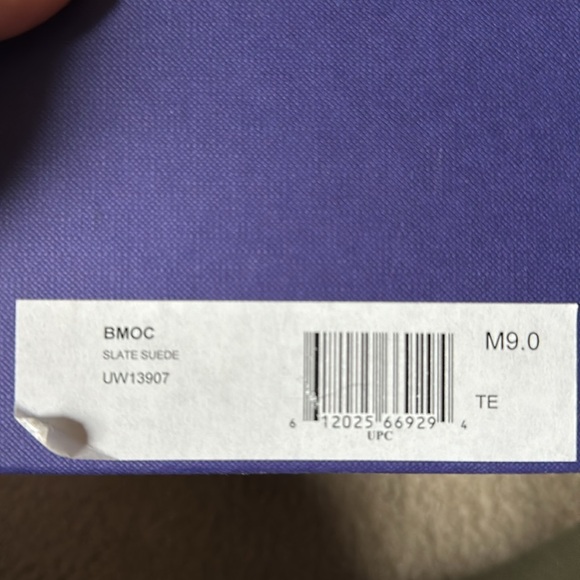 BMOC
SLATE SUEDE
UW13907
M9.0
TE
6 12025 66929 4
UPC